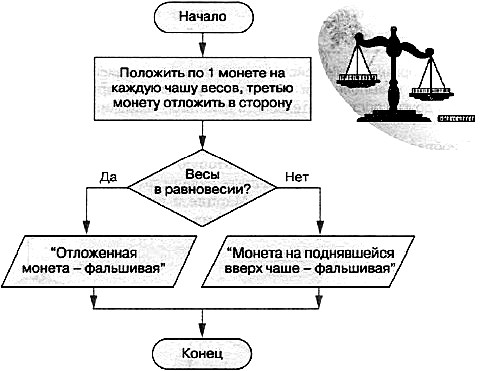 Начало
Положить по 1 монете на
каждую чашу весов, третью
монету отложить в сторону
Весы
в равновесии?
Да
Нет
"Отложенная
монета – фальшивая"
"Монета на поднявшейся
вверх чаше – фальшивая"
Конец